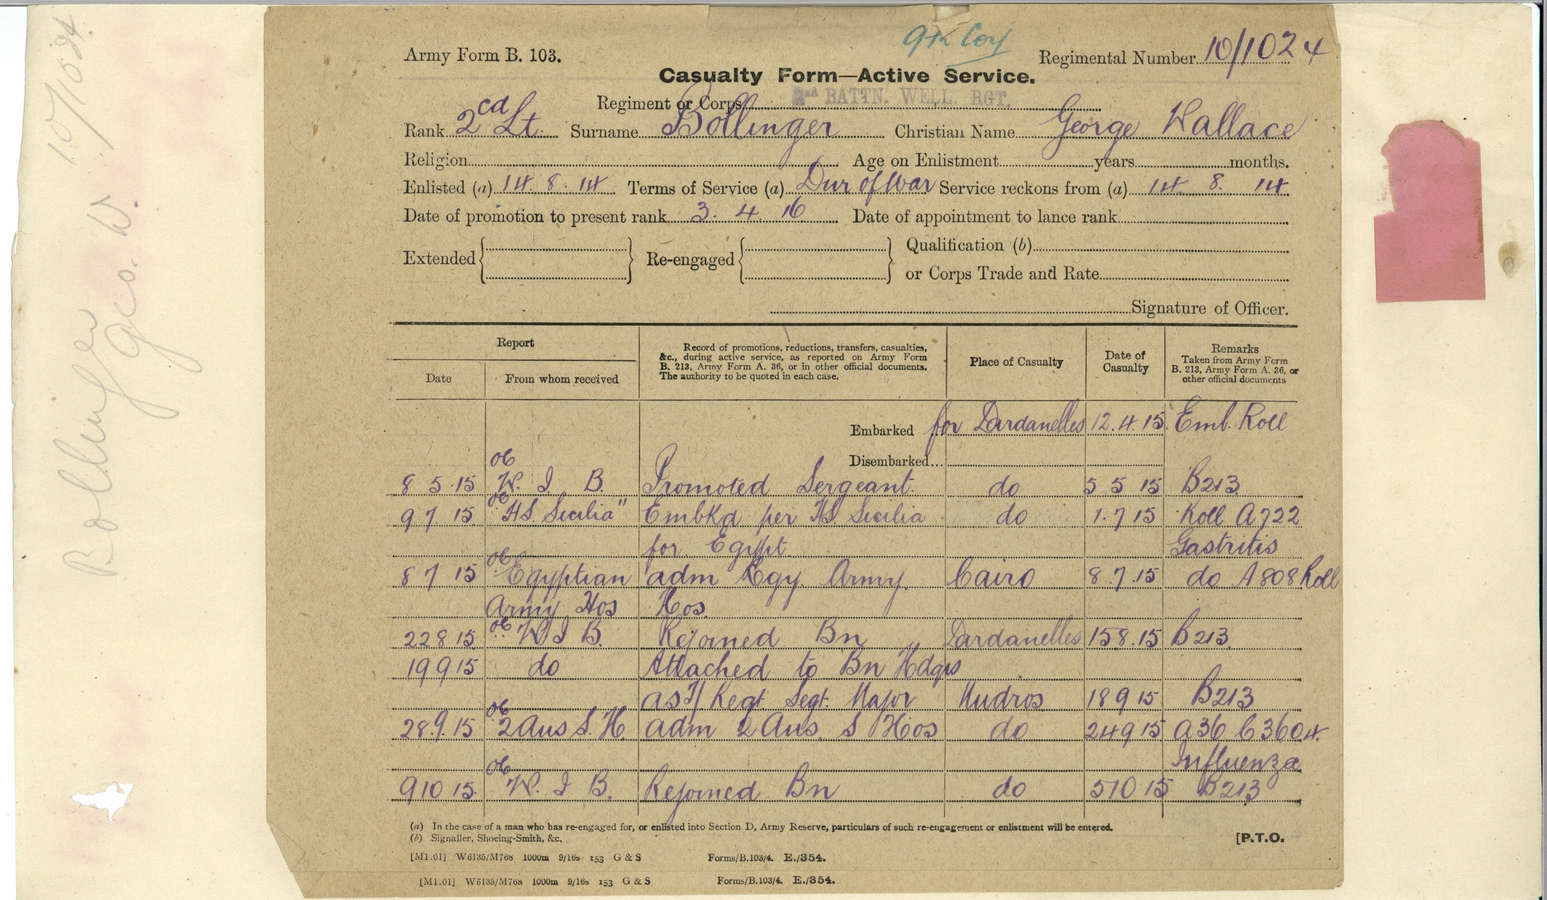 9th Coy
Army Form B. 103.
Regimental Number 10/1024
Casualty Form—Active Service.
Regiment or Corps BATTN. WELL. RGT.
Rank 2cd Lt. Surname Bollinger Christian Name George Wallace
Religion Age on Enlistment years months.
Enlisted (a) 14. 8. 14 Terms of Service (a) Dur of War Service reckons from (a) 14 8. 14
Date of promotion to present rank 3. 4. 16 Date of appointment to lance rank
Extended Re-engaged Qualification (b)
or Corps Trade and Rate
Signature of Officer.
Report
Date From whom received
Record of promotions, reductions, transfers, casualties, &c., during active service, as reported on Army Form B. 213, Army Form A. 36, or in other official documents. The authority to be quoted in each case.
Place of Casualty
Date of Casualty
Remarks Taken from Army Form B. 213, Army Form A. 36, or other official documents
Embarked for Dardanelles 12.4.15 Emb. Roll
Disembarked
8 5 15 OC W. I B. Promoted Sergeant. do 5 5 15 B213
9 7 15 OC "HS. Sicilia" Embkd per HS. Sicilia do 1.7 15 Roll A722
for Egypt Gastritis
8 7 15 OC Egyptian adm Egy. Army Cairo 8.7.15 do A808 Roll
Army Hos Hos.
22 8 15 OC W I B. Rejoined Bn Dardanelles 15 8.15 B213
19 9 15 do Attached to Bn Hdqrs
as T/ Regt Segt. Major Mudros 18 9 15 B213
28.9.15 OC 2 Aus S. H. adm 2 Aus. S Hos do 24 9 15 A36 C3604
Influenza
9 10 15 OC W. I B. Rejoined Bn do 5 10 15 B213
(a) In the case of a man who has re-engaged for, or enlisted into Section D, Army Reserve, particulars of such re-engagement or enlistment will be entered.
(b) Signaller, Shoeing-Smith, &c.
[P.T.O.
[M1.01] W6135/M768 1000m 9/16s 153 G & S Forms/B.103/4. E./354.
[M1.01] W6135/M768 1000m 9/16s 153 G & S Forms/B.103/4. E./354.
10/1024.
Bollinger
Geo. W.